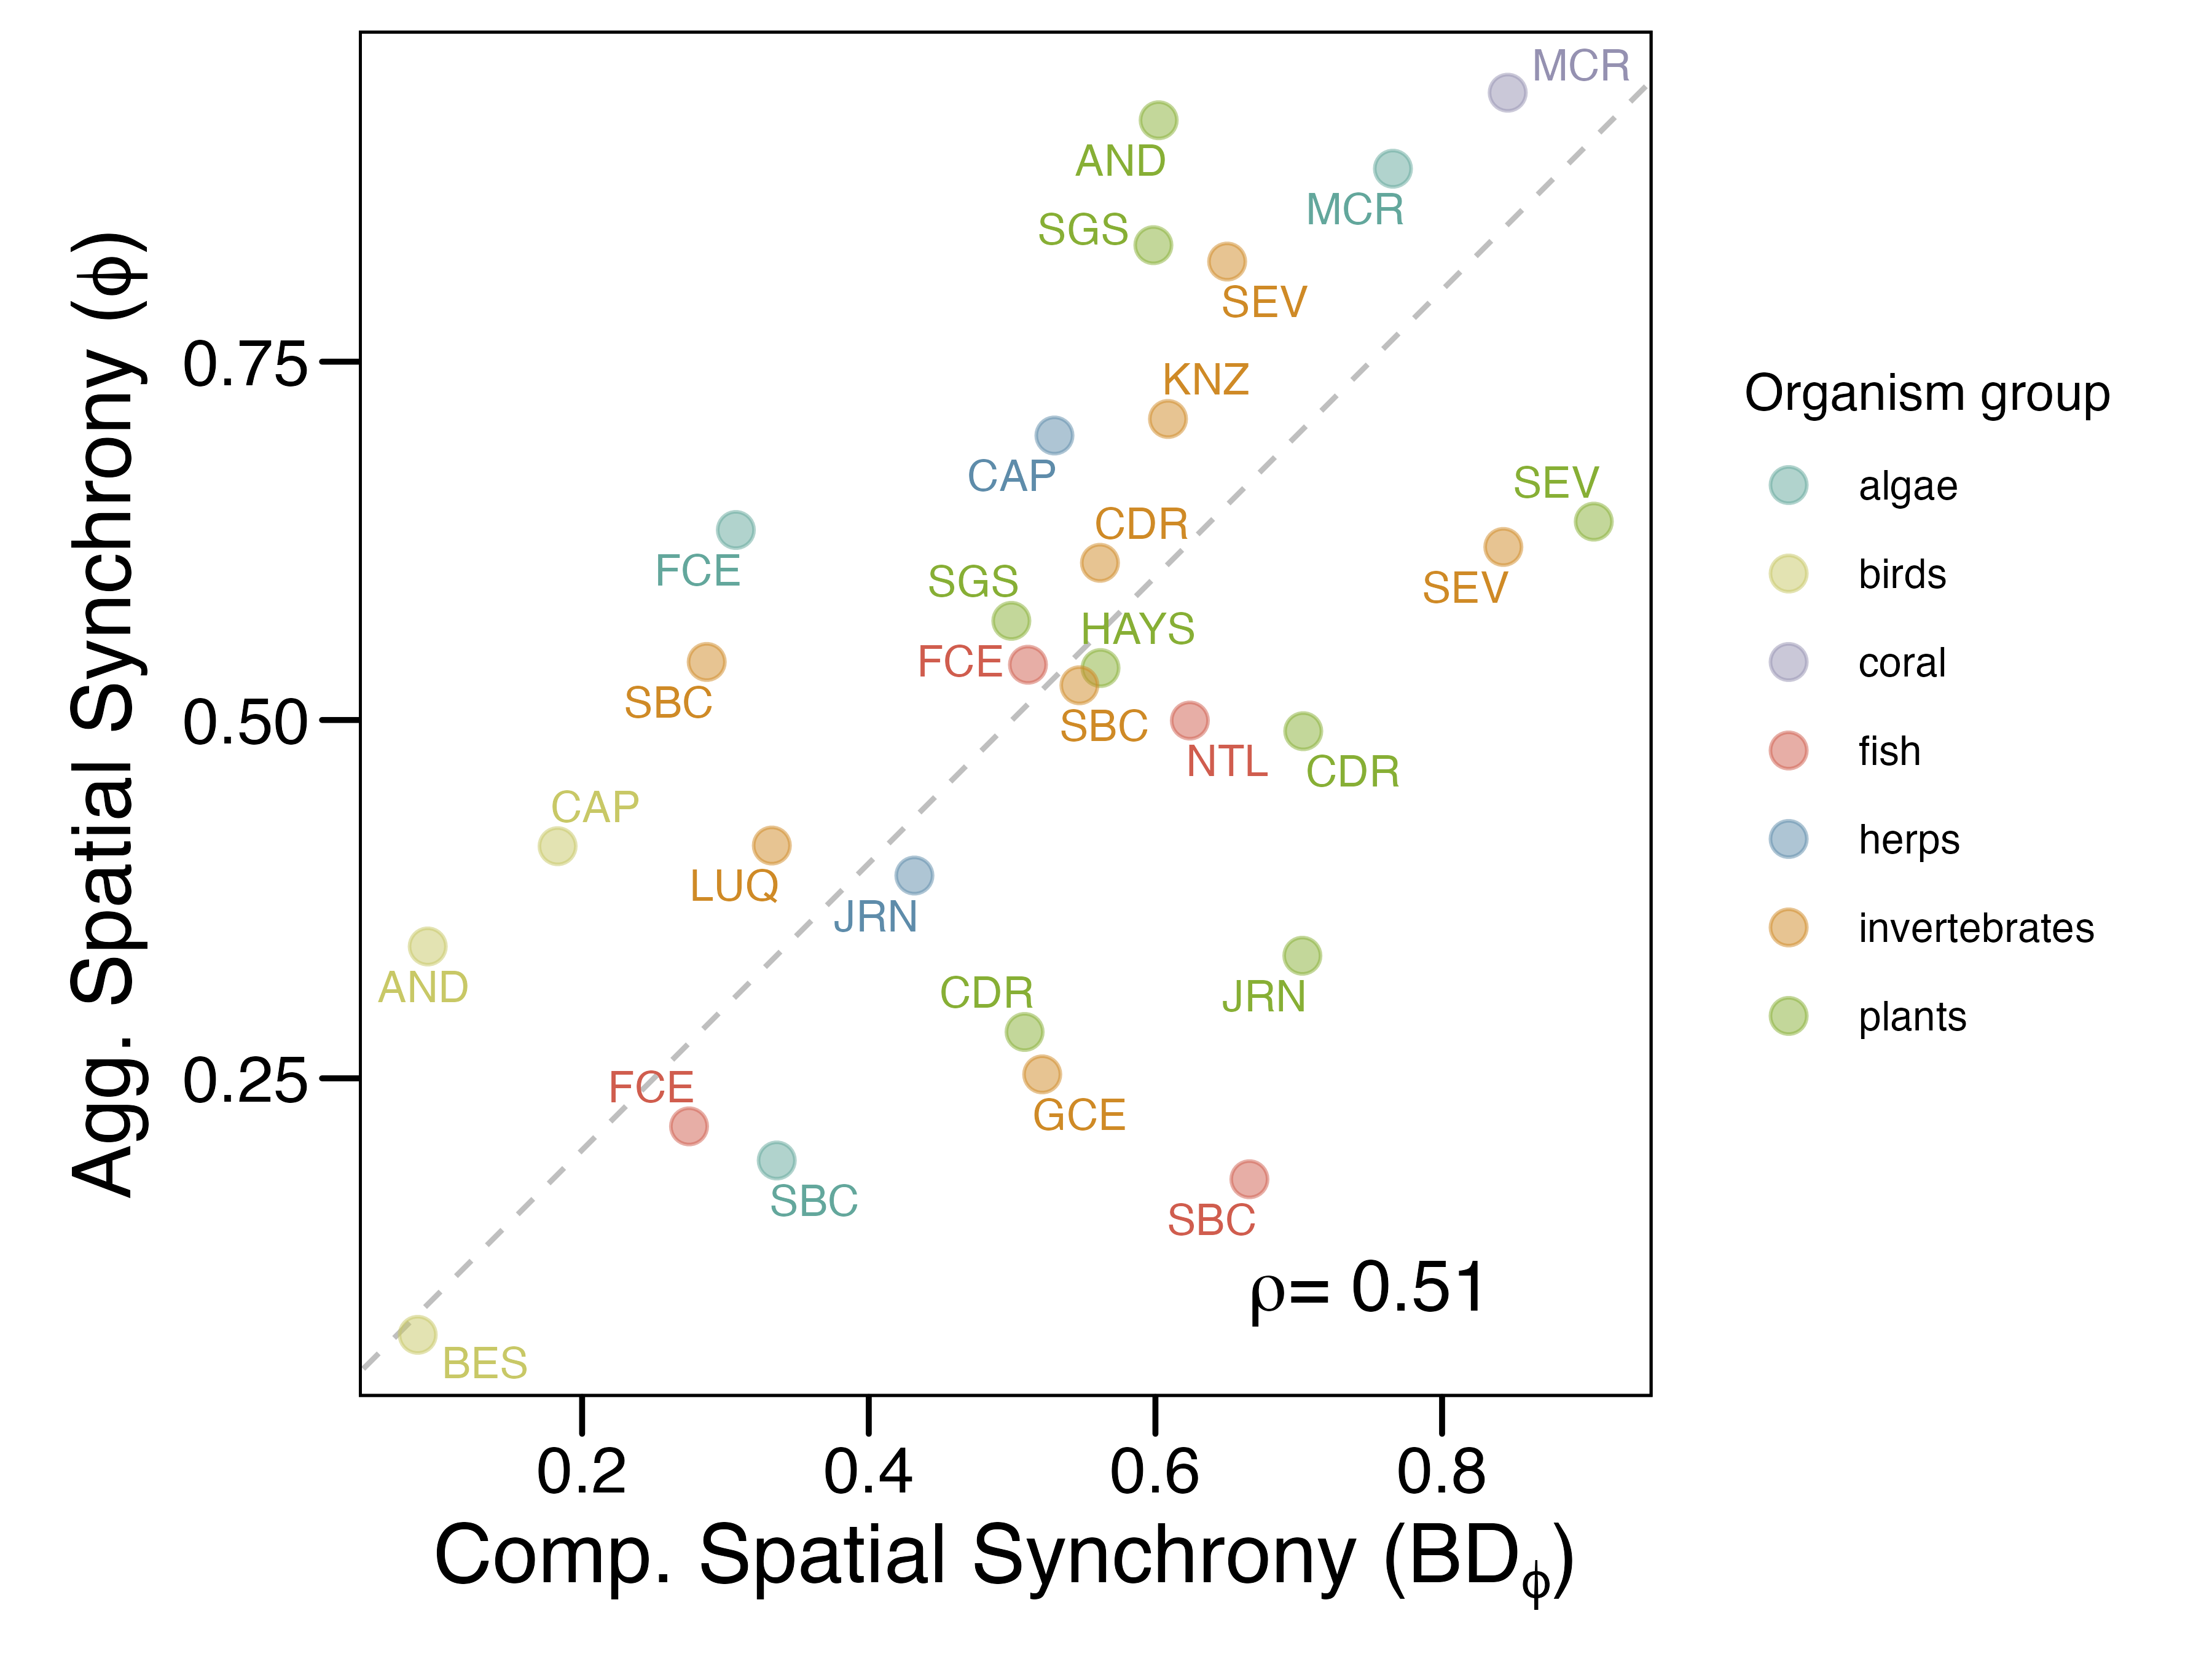 MCR
AND
MCR
SGS
SEV
0.75
KNZ
CAP
SEV
CDR
FCE
SEV
SGS
HAYS
FCE
SBC
SBC
0.50
NTL
CDR
CAP
LUQ
JRN
AND
CDR
JRN
0.25
FCE
GCE
SBC
SBC
ρ= 0.51
BES
0.2 0.4 0.6 0.8
Comp. Spatial Synchrony (BDϕ)
Agg. Spatial Synchrony (ϕ)
Organism group
algae
birds
coral
fish
herps
invertebrates
plants